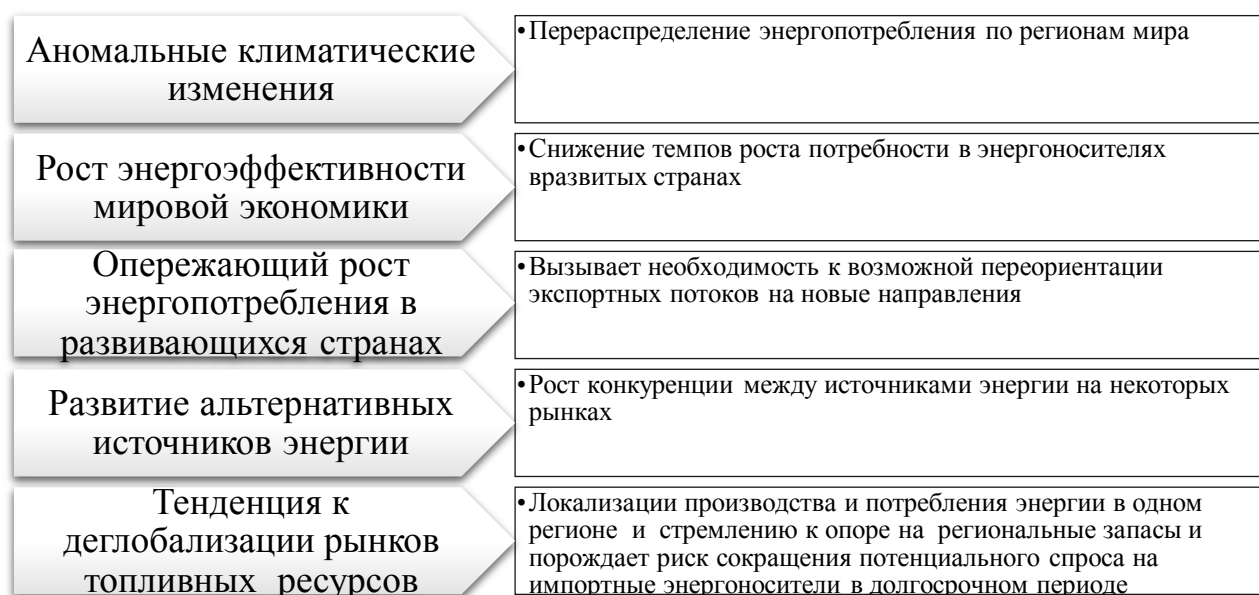 Аномальные климатические
изменения
•Перераспределение энергопотребления по регионам мира
Рост энергоэффективности
мировой экономики
•Снижение темпов роста потребности в энергоносителях
вразвитых странах
Опережающий рост
энергопотребления в
развивающихся странах
•Вызывает необходимость к возможной переориентации
экспортных потоков на новые направления
Развитие альтернативных
источников энергии
•Рост конкуренции между источниками энергии на некоторых
рынках
Тенденция к
деглобализации рынков
топливных ресурсов
•Локализации производства и потребления энергии в одном
регионе и стремлению к опоре на региональные запасы и
порождает риск сокращения потенциального спроса на
импортные энергоносители в долгосрочном периоде